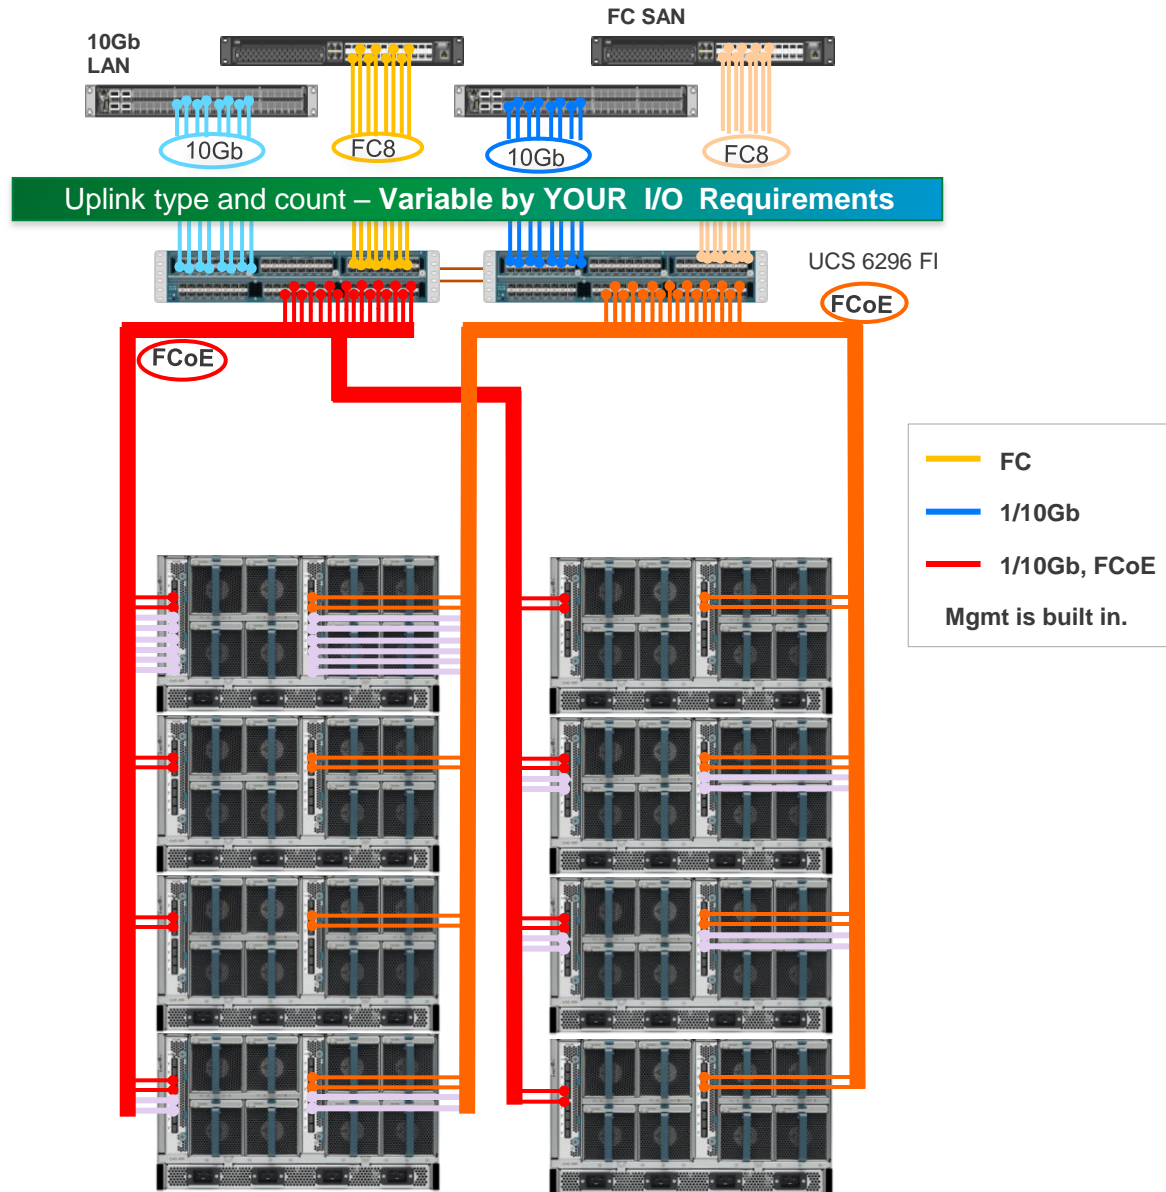 FC SAN
10Gb
LAN
10Gb
FC8
10Gb
FC8
Uplink type and count – Variable by YOUR I/O Requirements
UCS 6296 FI
FCoE
FCoE
FC
1/10Gb
1/10Gb, FCoE
Mgmt is built in.